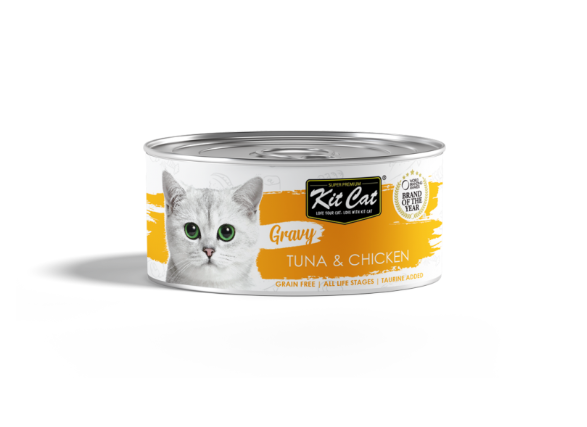 SUPER PREMIUM
Kit Cat
®
LOVE YOUR CAT, LOVE WITH KIT CAT
BRAND
OF THE
YEAR
Gravy
TUNA & CHICKEN
GRAIN FREE | ALL LIFE STAGES | TAURINE ADDED